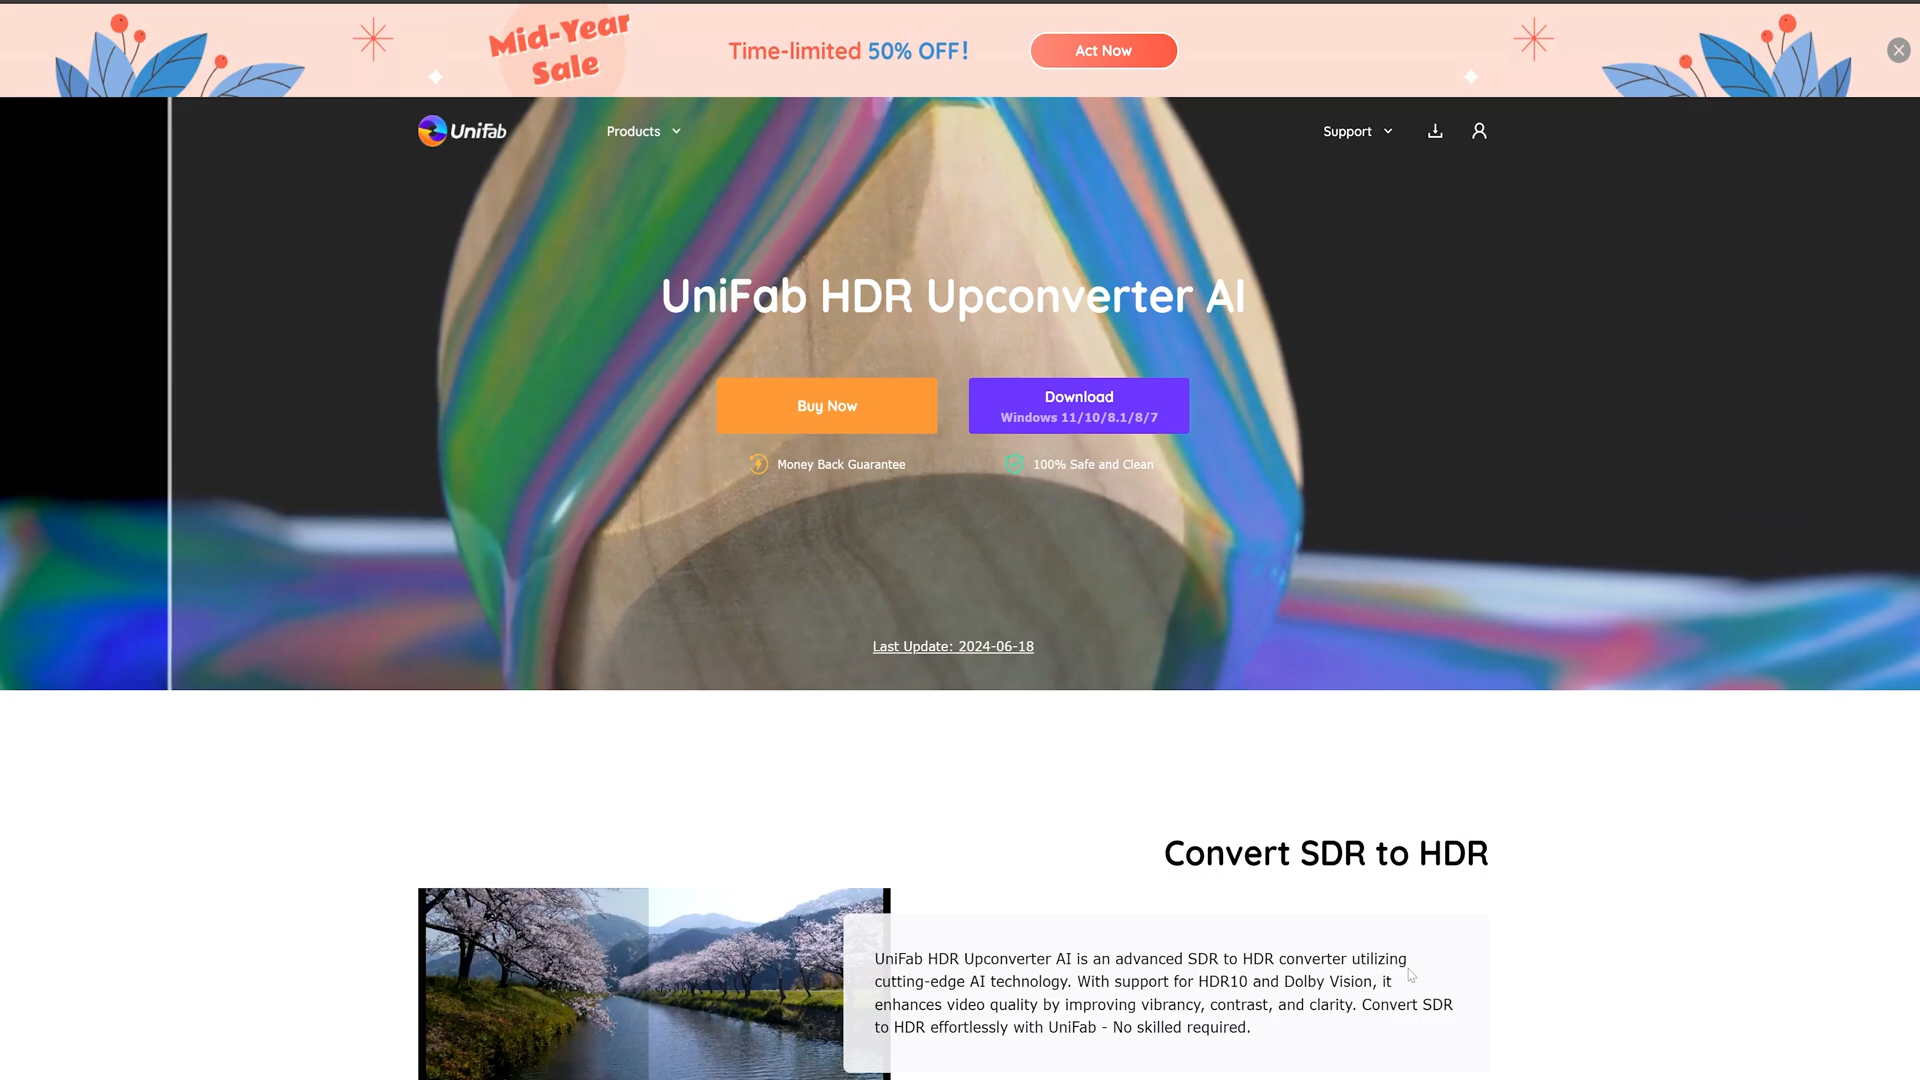 Mid-Year
Sale
Time-limited 50% OFF!
Act Now
UniFab
Products
Support
UniFab HDR Upconverter AI
Buy Now
Download
Windows 11/10/8.1/8/7
Money Back Guarantee
100% Safe and Clean
Last Update: 2024-06-18
Convert SDR to HDR
UniFab HDR Upconverter AI is an advanced SDR to HDR converter utilizing
cutting-edge AI technology. With support for HDR10 and Dolby Vision, it
enhances video quality by improving vibrancy, contrast, and clarity. Convert SDR
to HDR effortlessly with UniFab - No skilled required.